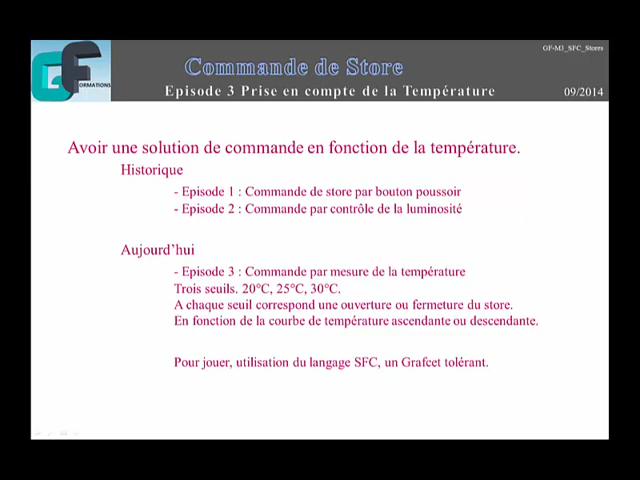 GF-M3_SFC_Stores
GF
FORMATIONS
Commande de Store
Episode 3 Prise en compte de la Température
09/2014
Avoir une solution de commande en fonction de la température.
Historique
- Episode 1 : Commande de store par bouton poussoir
- Episode 2 : Commande par contrôle de la luminosité
Aujourd’hui
- Episode 3 : Commande par mesure de la température
Trois seuils. 20°C, 25°C, 30°C.
A chaque seuil correspond une ouverture ou fermeture du store.
En fonction de la courbe de température ascendante ou descendante.
Pour jouer, utilisation du langage SFC, un Grafcet tolérant.